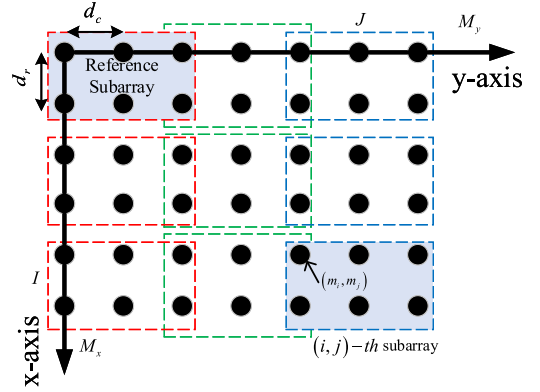 d_c
J
M_y
d_r
Reference
Subarray
y-axis
(m_i, m_j)
I
(i, j) − th subarray
x-axis
M_x